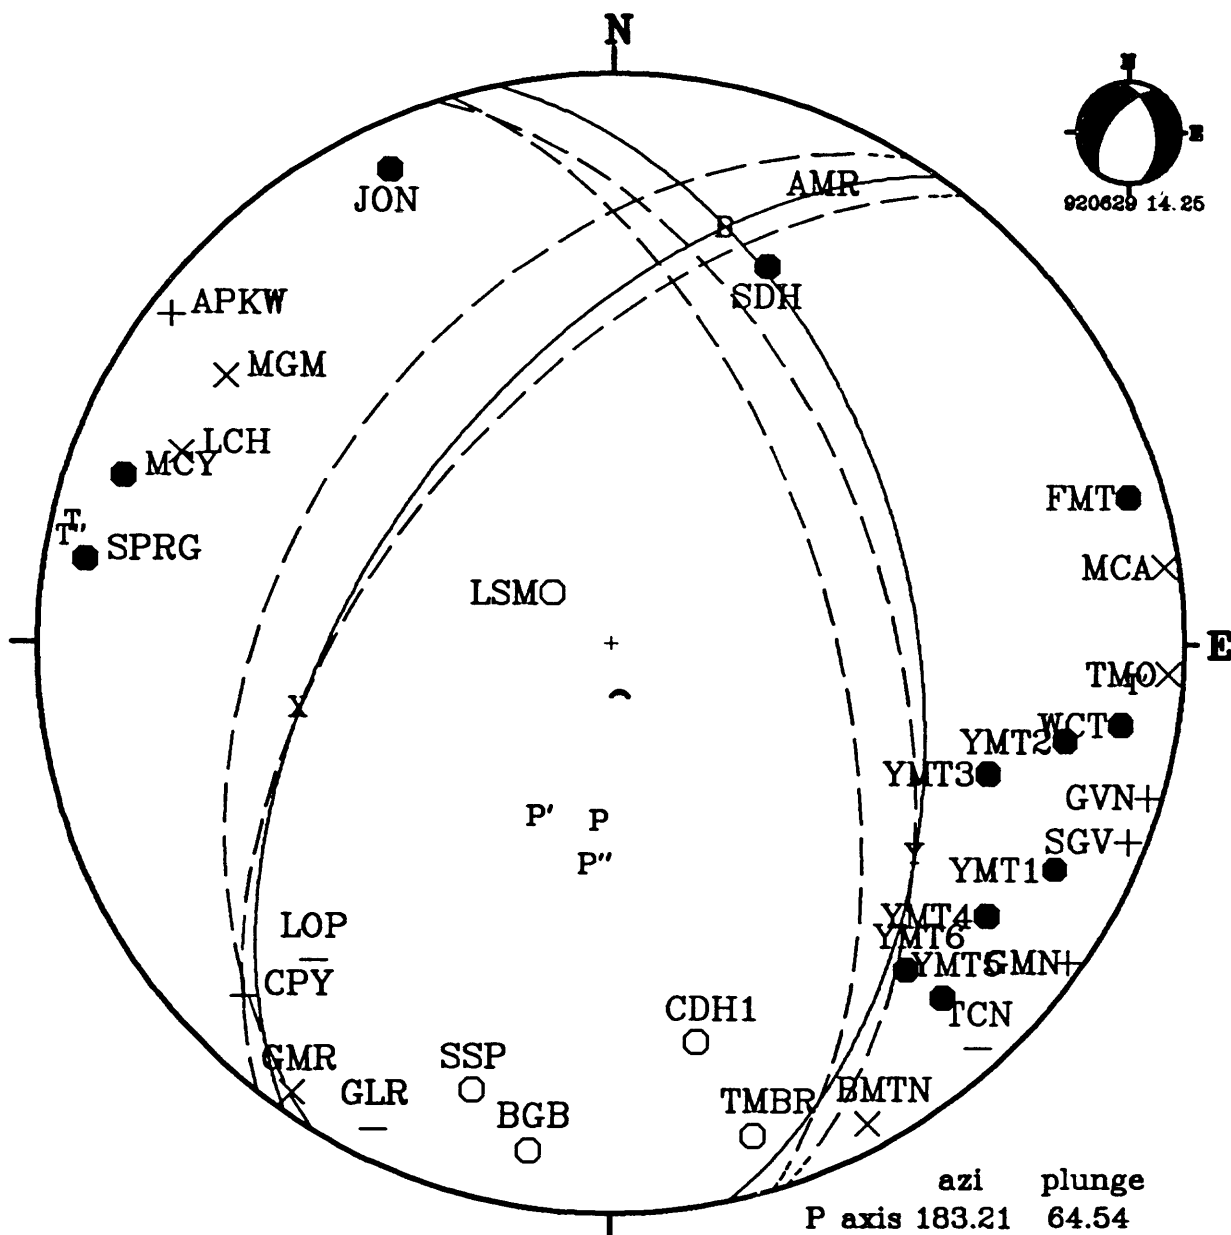 N
N
E
920629 14.25
JON
AMR
B
SDH
APKW
MGM
LCH
MCY
T
T''
SPRG
FMT
MCA
LSM
E
TMO
T'
X
WCT
YMT2
YMT3
GVN
P'
P
P''
SGV
Y
YMT1
YMT4
YMT6
LOP
YMT5
GMN
CPY
CDH1
TCN
GMR
SSP
GLR
BGB
TMBR
BMTN
azi plunge
P axis 183.21 64.54